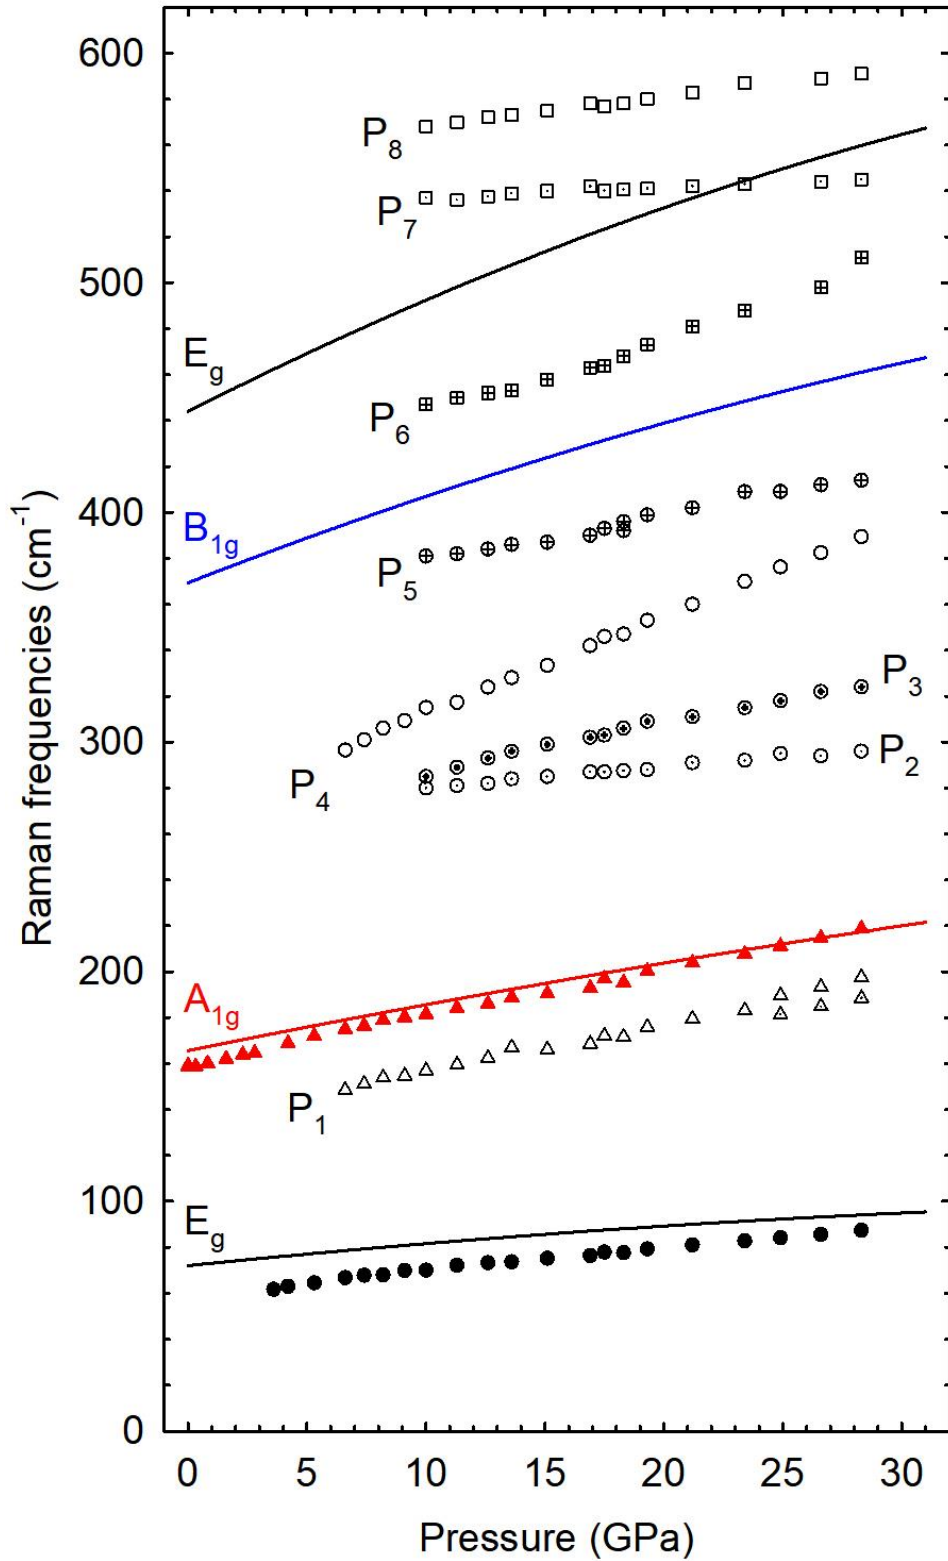 600
P8
P7
500
Eg
P6
B1g
400
P5
P3
300
P2
P4
200
A1g
P1
100
Eg
0
0 5 10 15 20 25 30
Pressure (GPa)
Raman frequencies (cm-1)